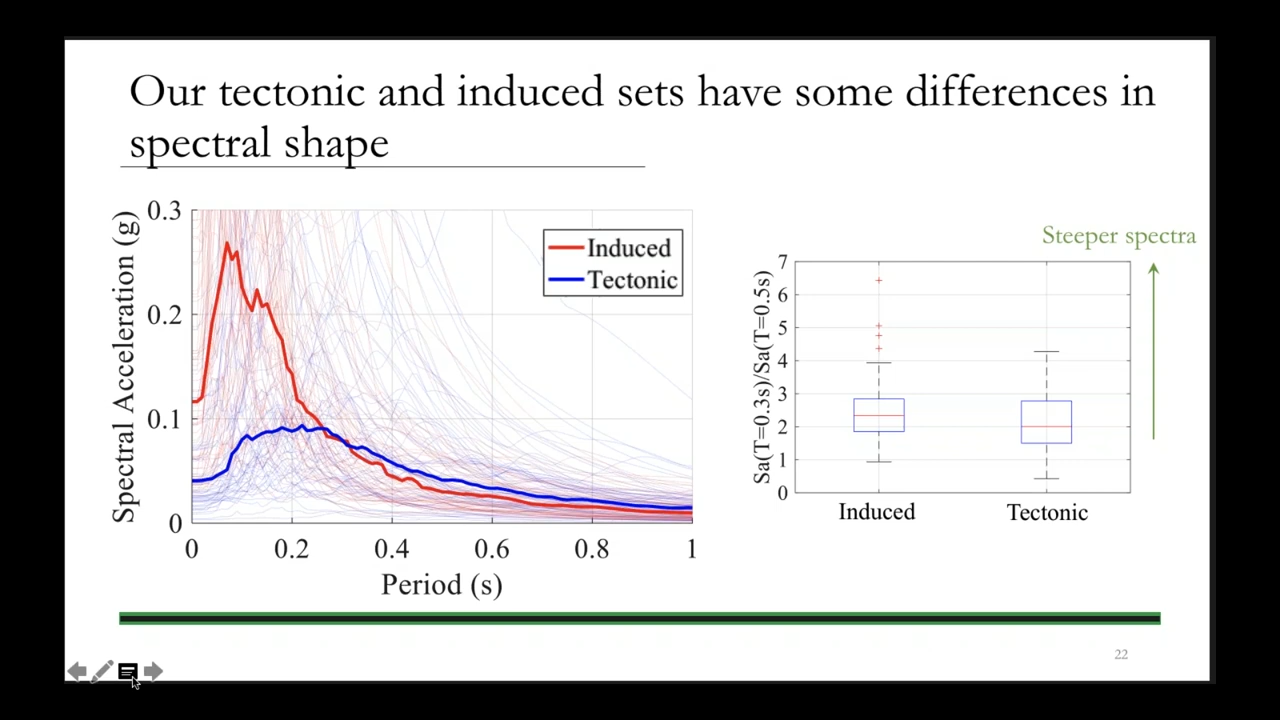 Our tectonic and induced sets have some differences in
spectral shape
Spectral Acceleration (g)
0.3
0.2
0.1
0
0
0.2
0.4
0.6
0.8
1
Period (s)
Induced
Tectonic
Steeper spectra
Sa(T=0.3s)/Sa(T=0.5s)
7
6
5
4
3
2
1
0
Induced
Tectonic
22